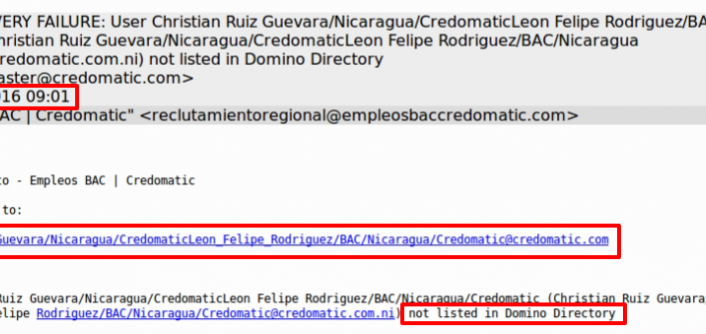 VERY FAILURE: User Christian Ruiz Guevara/Nicaragua/CredomaticLeon Felipe Rodriguez/BA
hristian Ruiz Guevara/Nicaragua/CredomaticLeon Felipe Rodriguez/BAC/Nicaragua
redomatic.com.ni) not listed in Domino Directory
aster@credomatic.com>
016 09:01
AC | Credomatic" <reclutamientoregional@empleosbaccredomatic.com>
to - Empleos BAC | Credomatic
to:
Guevara/Nicaragua/CredomaticLeon_Felipe_Rodriguez/BAC/Nicaragua/Credomatic@credomatic.com
Ruiz Guevara/Nicaragua/CredomaticLeon Felipe Rodriguez/BAC/Nicaragua/Credomatic (Christian Ruiz Guevara/
elipe Rodriguez/BAC/Nicaragua/Credomatic@credomatic.com.ni) not listed in Domino Directory